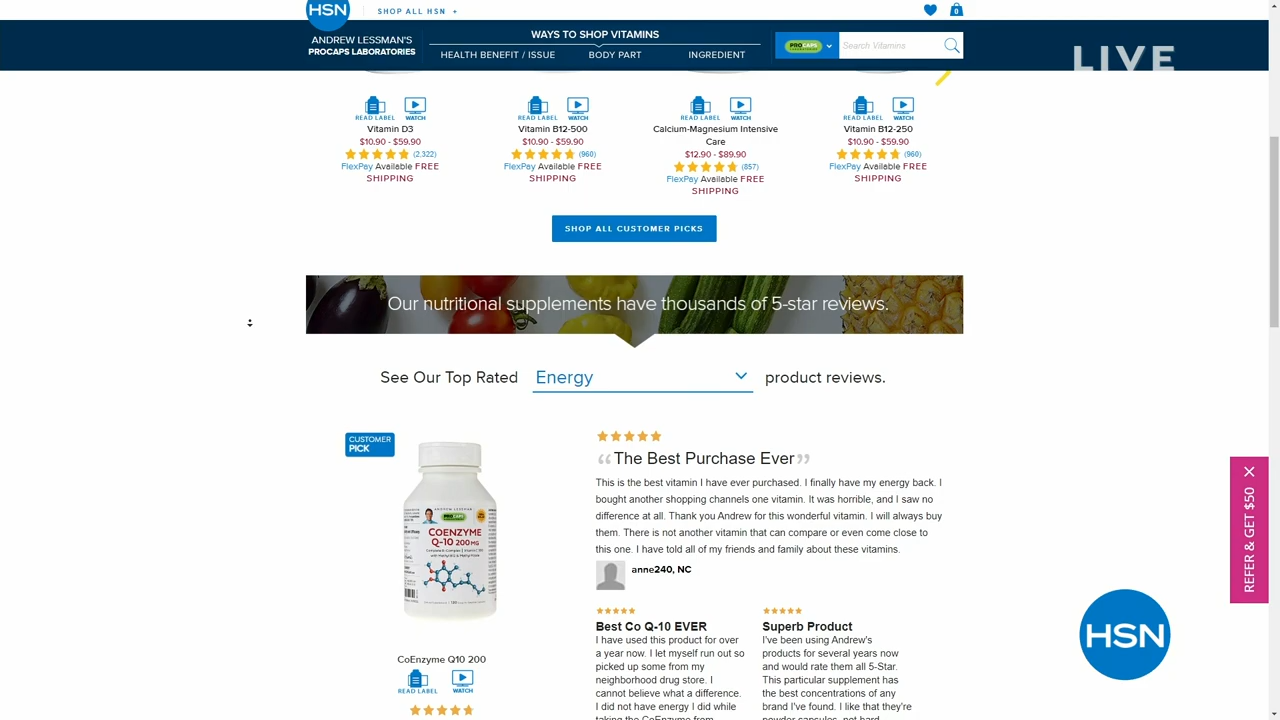 HSN
SHOP ALL HSN +
0
ANDREW LESSMAN'S
PROCAPS LABORATORIES
WAYS TO SHOP VITAMINS
HEALTH BENEFIT / ISSUE
BODY PART
INGREDIENT
PROCAPS
Search Vitamins
LIVE
READ LABEL
WATCH
READ LABEL
WATCH
READ LABEL
WATCH
READ LABEL
WATCH
Vitamin D3
$10.90 - $59.90
(2,322)
FlexPay Available FREE
SHIPPING
Vitamin B12-500
$10.90 - $59.90
(960)
FlexPay Available FREE
SHIPPING
Calcium-Magnesium Intensive
Care
$12.90 - $89.90
(857)
FlexPay Available FREE
SHIPPING
Vitamin B12-250
$10.90 - $59.90
(960)
FlexPay Available FREE
SHIPPING
SHOP ALL CUSTOMER PICKS
Our nutritional supplements have thousands of 5-star reviews.
See Our Top Rated Energy product reviews.
CUSTOMER
PICK
ANDREW LESSMAN
PROCAPS
COENZYME
Q-10 200 MG
“The Best Purchase Ever”
This is the best vitamin I have ever purchased. I finally have my energy back. I
bought another shopping channels one vitamin. It was horrible, and I saw no
difference at all. Thank you Andrew for this wonderful vitamin. I will always buy
them. There is not another vitamin that can compare or even come close to
this one. I have told all of my friends and family about these vitamins.
anne240, NC
Best Co Q-10 EVER
I have used this product for over
a year now. I let myself run out so
picked up some from my
neighborhood drug store. I
cannot believe what a difference.
I did not have energy I did while
taking the CoEnzyme from
Superb Product
I've been using Andrew's
products for several years now
and would rate them all 5-Star.
This particular supplement has
the best concentrations of any
brand I've found. I like that they're
powder capsules, not hard
CoEnzyme Q10 200
READ LABEL
WATCH
REFER & GET $50
HSN